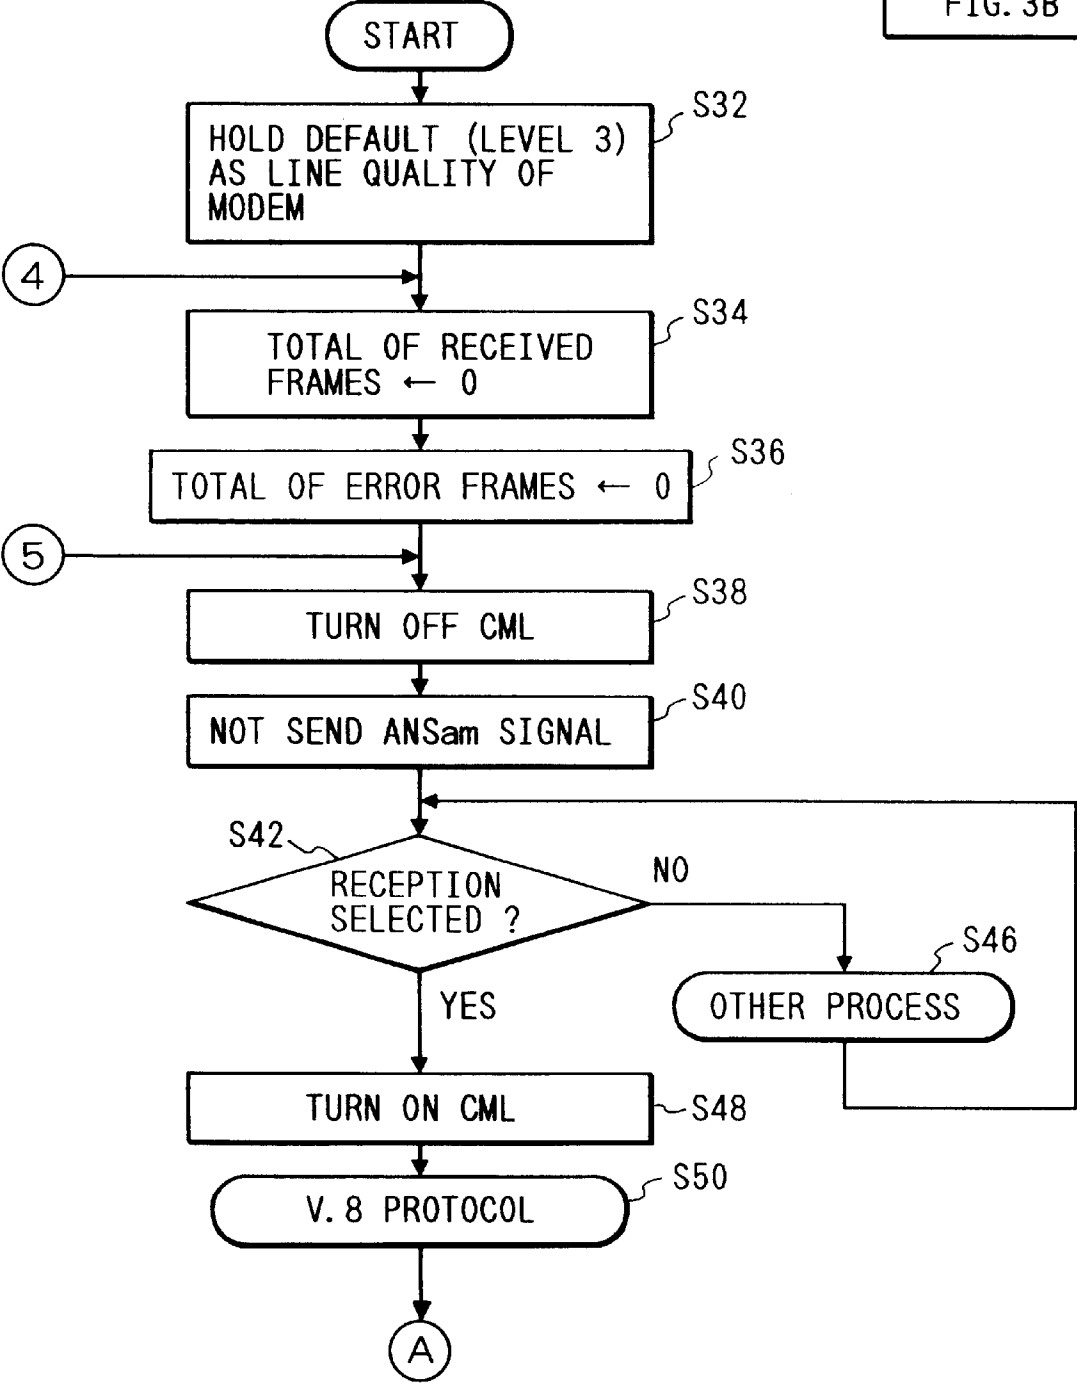 FIG. 3B
START
S32
HOLD DEFAULT (LEVEL 3)
AS LINE QUALITY OF
MODEM
4
S34
TOTAL OF RECEIVED
FRAMES ← 0
S36
TOTAL OF ERROR FRAMES ← 0
5
S38
TURN OFF CML
S40
NOT SEND ANSam SIGNAL
S42
RECEPTION
SELECTED ?
NO
S46
OTHER PROCESS
YES
TURN ON CML
S48
S50
V.8 PROTOCOL
A